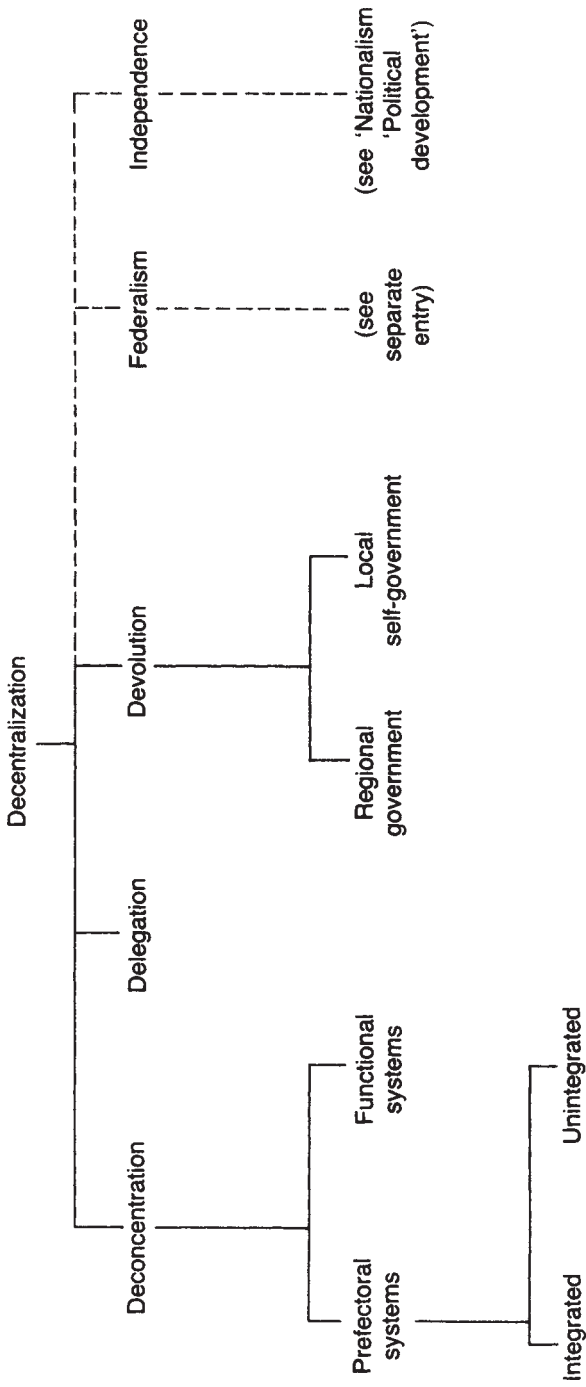 Decentralization
Deconcentration
Delegation
Devolution
Federalism
Independence
Prefectoral
systems
Functional
systems
Regional
government
Local
self-government
(see
separate
entry)
(see 'Nationalism
'Political
development')
Integrated
Unintegrated